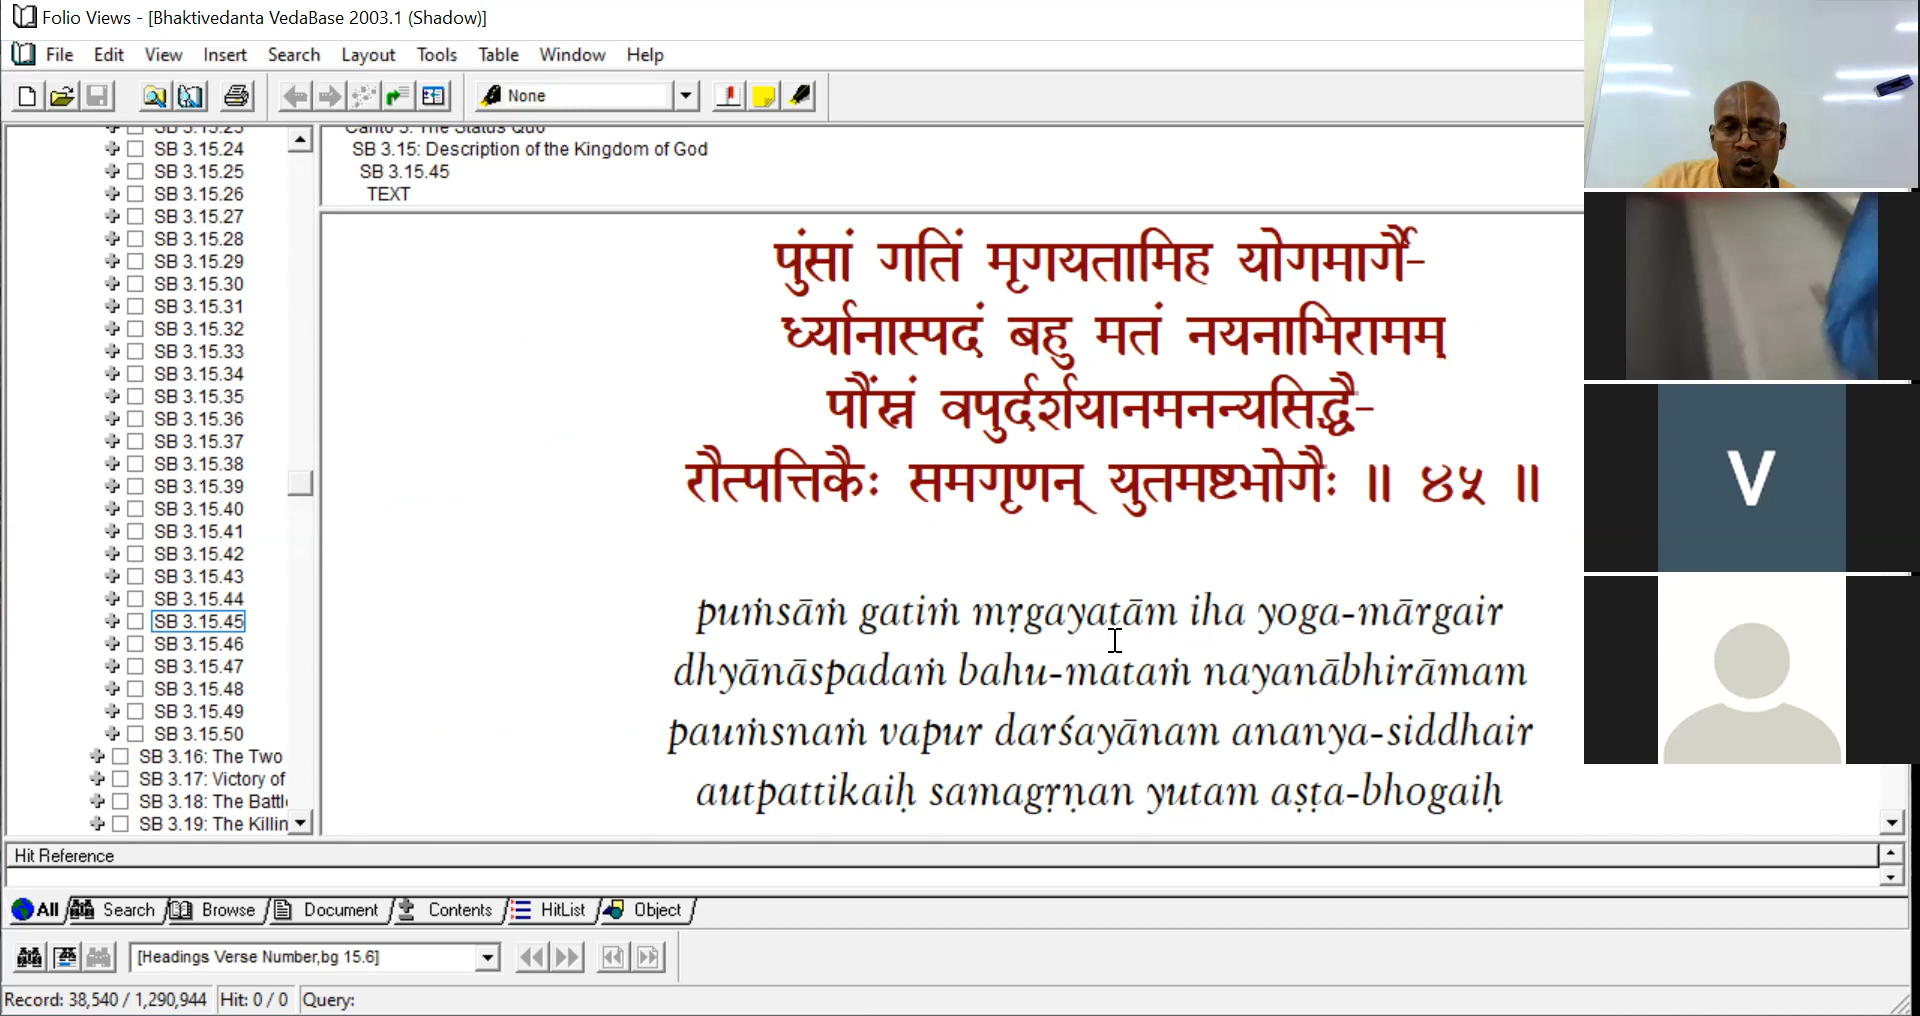 Folio Views - [Bhaktivedanta VedaBase 2003.1 (Shadow)]
File Edit View Insert Search Layout Tools Table Window Help
None
SB 3.15.23
SB 3.15.24
SB 3.15.25
SB 3.15.26
SB 3.15.27
SB 3.15.28
SB 3.15.29
SB 3.15.30
SB 3.15.31
SB 3.15.32
SB 3.15.33
SB 3.15.34
SB 3.15.35
SB 3.15.36
SB 3.15.37
SB 3.15.38
SB 3.15.39
SB 3.15.40
SB 3.15.41
SB 3.15.42
SB 3.15.43
SB 3.15.44
SB 3.15.45
SB 3.15.46
SB 3.15.47
SB 3.15.48
SB 3.15.49
SB 3.15.50
SB 3.16: The Two
SB 3.17: Victory of
SB 3.18: The Battl
SB 3.19: The Killin
Canto 3: The Status Quo
SB 3.15: Description of the Kingdom of God
SB 3.15.45
TEXT
पुंसां गतिं मृगयतामिह योगमार्गै-
र्ध्यानास्पदं बहु मतं नयनाभिरामम्
पौंस्नं वपुर्दर्शयानमनन्यसिद्धै-
रौत्पत्तिकैः समगृणन् युतमष्टभोगैः ॥ ४५ ॥
puṁsāṁ gatiṁ mṛgayatām iha yoga-mārgair
dhyānāspadaṁ bahu-mataṁ nayanābhirāmam
pauṁsnaṁ vapur darśayānam ananya-siddhair
autpattikaiḥ samagṛṇan yutam aṣṭa-bhogaiḥ
V
Hit Reference
All Search Browse Document Contents HitList Object
[Headings Verse Number,bg 15.6]
Record: 38,540 / 1,290,944 Hit: 0 / 0 Query: